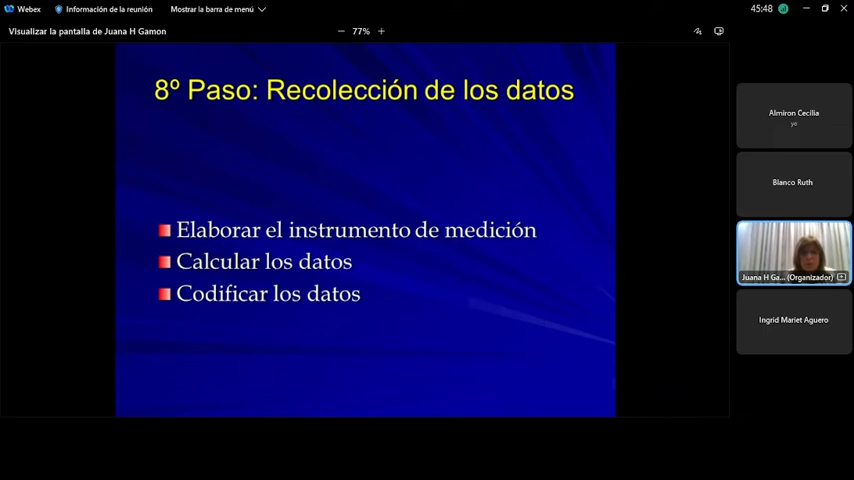 Webex
Información de la reunión
Mostrar la barra de menú
45:48
Visualizar la pantalla de Juana H Gamon
77%
8º Paso: Recolección de los datos
Elaborar el instrumento de medición
Calcular los datos
Codificar los datos
Almiron Cecilia
yo
Blanco Ruth
Juana H Ga... (Organizador)
Ingrid Mariet Aguero